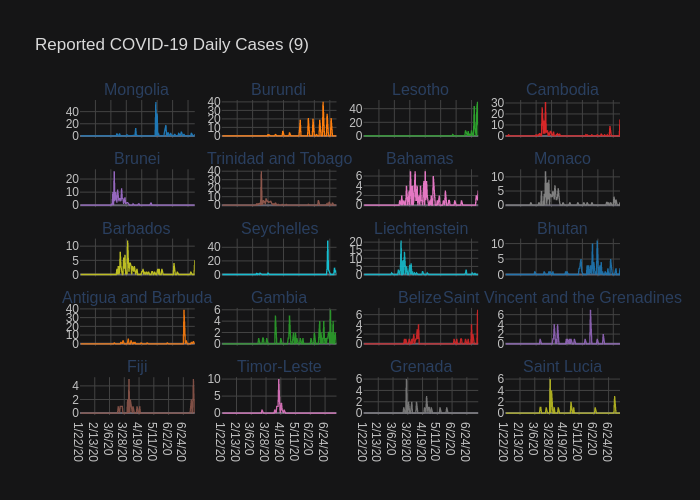 Reported COVID-19 Daily Cases (9)
Mongolia Burundi Lesotho Cambodia
40 20 0
40 30 20 10 0
40 20 0
30 20 10 0
Brunei Trinidad and Tobago Bahamas Monaco
20 10 0
40 30 20 10 0
6 4 2 0
10 5 0
Barbados Seychelles Liechtenstein Bhutan
10 5 0
40 20 0
20 15 10 5 0
10 5 0
Antigua and Barbuda Gambia Belize Saint Vincent and the Grenadines
40 30 20 10 0
6 4 2 0
6 4 2 0
6 4 2 0
Fiji Timor-Leste Grenada Saint Lucia
4 2 0
10 5 0
6 4 2 0
6 4 2 0
1/22/20 2/13/20 3/6/20 3/28/20 4/19/20 5/11/20 6/2/20 6/24/20
1/22/20 2/13/20 3/6/20 3/28/20 4/19/20 5/11/20 6/2/20 6/24/20
1/22/20 2/13/20 3/6/20 3/28/20 4/19/20 5/11/20 6/2/20 6/24/20
1/22/20 2/13/20 3/6/20 3/28/20 4/19/20 5/11/20 6/2/20 6/24/20